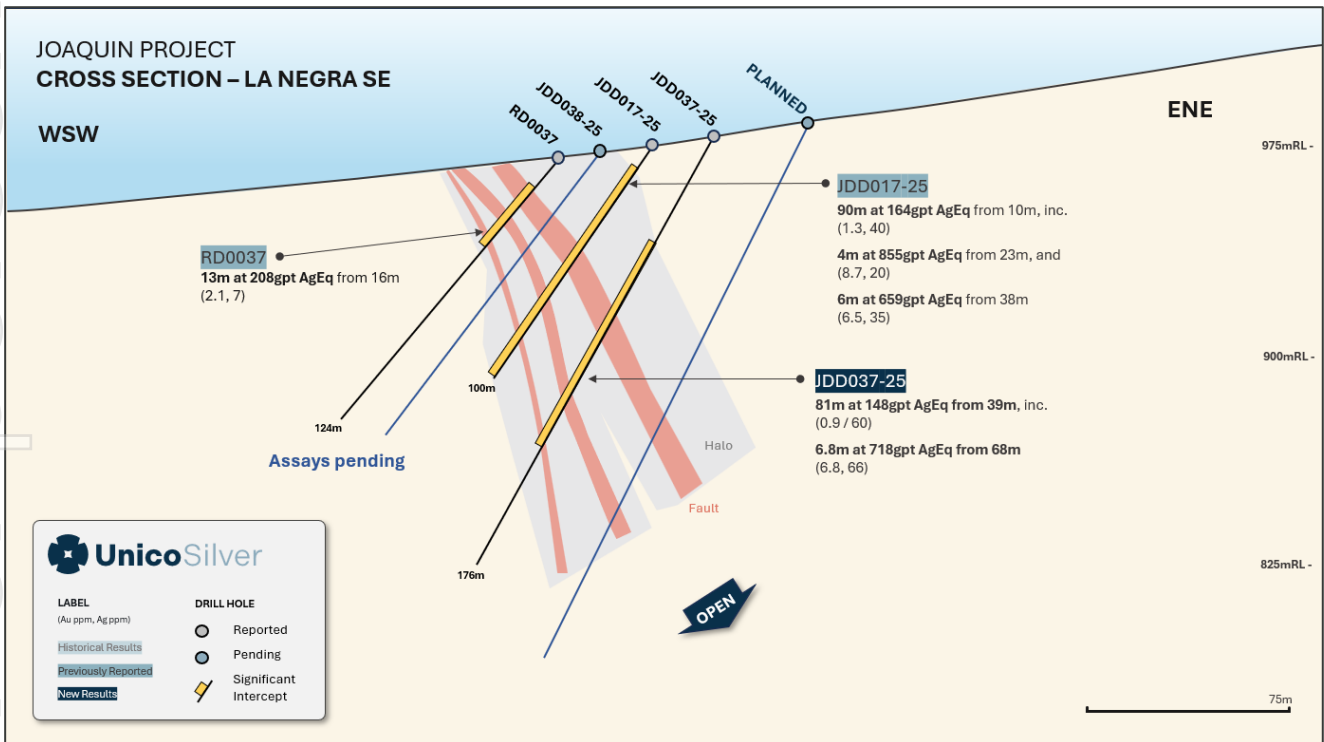 JOAQUIN PROJECT
CROSS SECTION – LA NEGRA SE
WSW
ENE
RD0037
JDD038-25
JDD017-25
JDD037-25
PLANNED
975mRL -
900mRL -
825mRL -
RD0037
13m at 208gpt AgEq from 16m
(2.1, 7)
JDD017-25
90m at 164gpt AgEq from 10m, inc.
(1.3, 40)
4m at 855gpt AgEq from 23m, and
(8.7, 20)
6m at 659gpt AgEq from 38m
(6.5, 35)
JDD037-25
81m at 148gpt AgEq from 39m, inc.
(0.9 / 60)
6.8m at 718gpt AgEq from 68m
(6.8, 66)
100m
124m
Assays pending
176m
Halo
Fault
OPEN
UnicoSilver
LABEL
(Au ppm, Ag ppm)
Historical Results
Previously Reported
New Results
DRILL HOLE
Reported
Pending
Significant
Intercept
75m